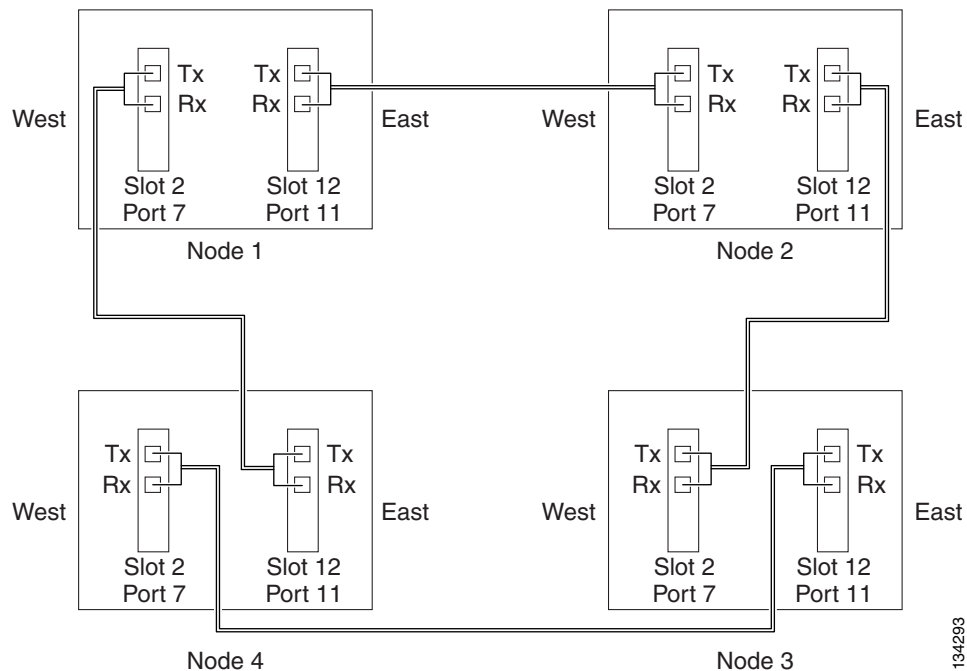 Tx Tx Tx Tx
Rx Rx Rx Rx
West East West East
Slot 2 Slot 12 Slot 2 Slot 12
Port 7 Port 11 Port 7 Port 11
Node 1 Node 2
Tx Tx Tx Tx
Rx Rx Rx Rx
West East West East
Slot 2 Slot 12 Slot 2 Slot 12
Port 7 Port 11 Port 7 Port 11
Node 4 Node 3
134293